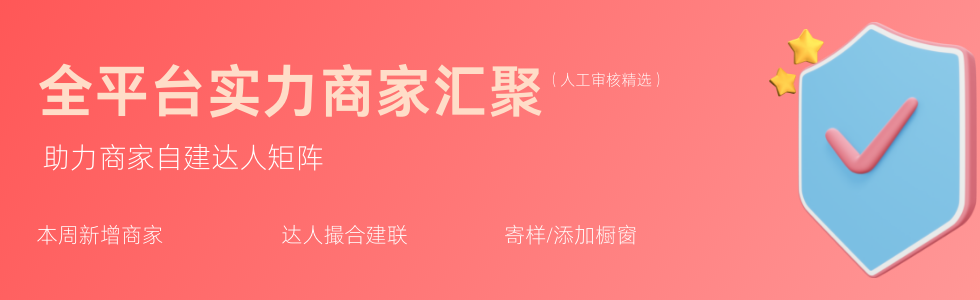 全平台实力商家汇聚（人工审核精选）
助力商家自建达人矩阵
本周新增商家 达人撮合建联 寄样/添加橱窗